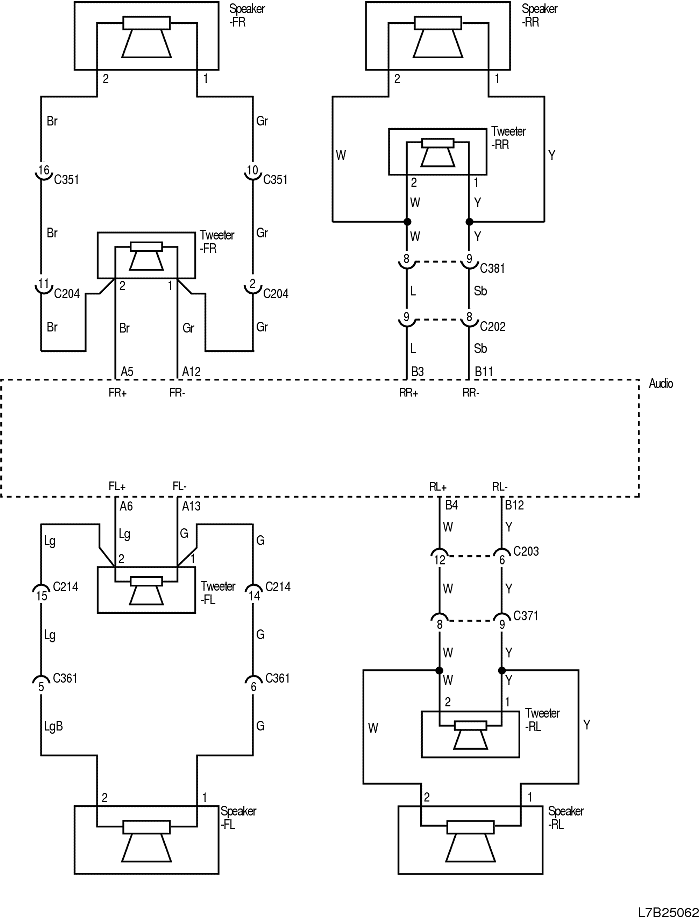 Speaker
-FR
Speaker
-RR
2
1
2
1
Br
Gr
Tweeter
-RR
W
Y
16
C351
10
C351
2
1
W
Y
Br
Gr
Tweeter
-FR
W
Y
8
9
C381
11
C204
2
1
2
C204
L
Sb
9
8
C202
Br
Br
Gr
Gr
L
Sb
A5
A12
B3
B11
Audio
FR+
FR-
RR+
RR-
FL+
FL-
RL+
RL-
A6
A13
B4
B12
Lg
Lg
G
G
W
Y
2
1
12
6
C203
15
C214
Tweeter
-FL
14
C214
W
Y
8
9
C371
Lg
G
W
Y
5
C361
6
C361
W
Y
2
1
LgB
G
W
Tweeter
-RL
Y
2
1
2
1
Speaker
-FL
Speaker
-RL
L7B25062